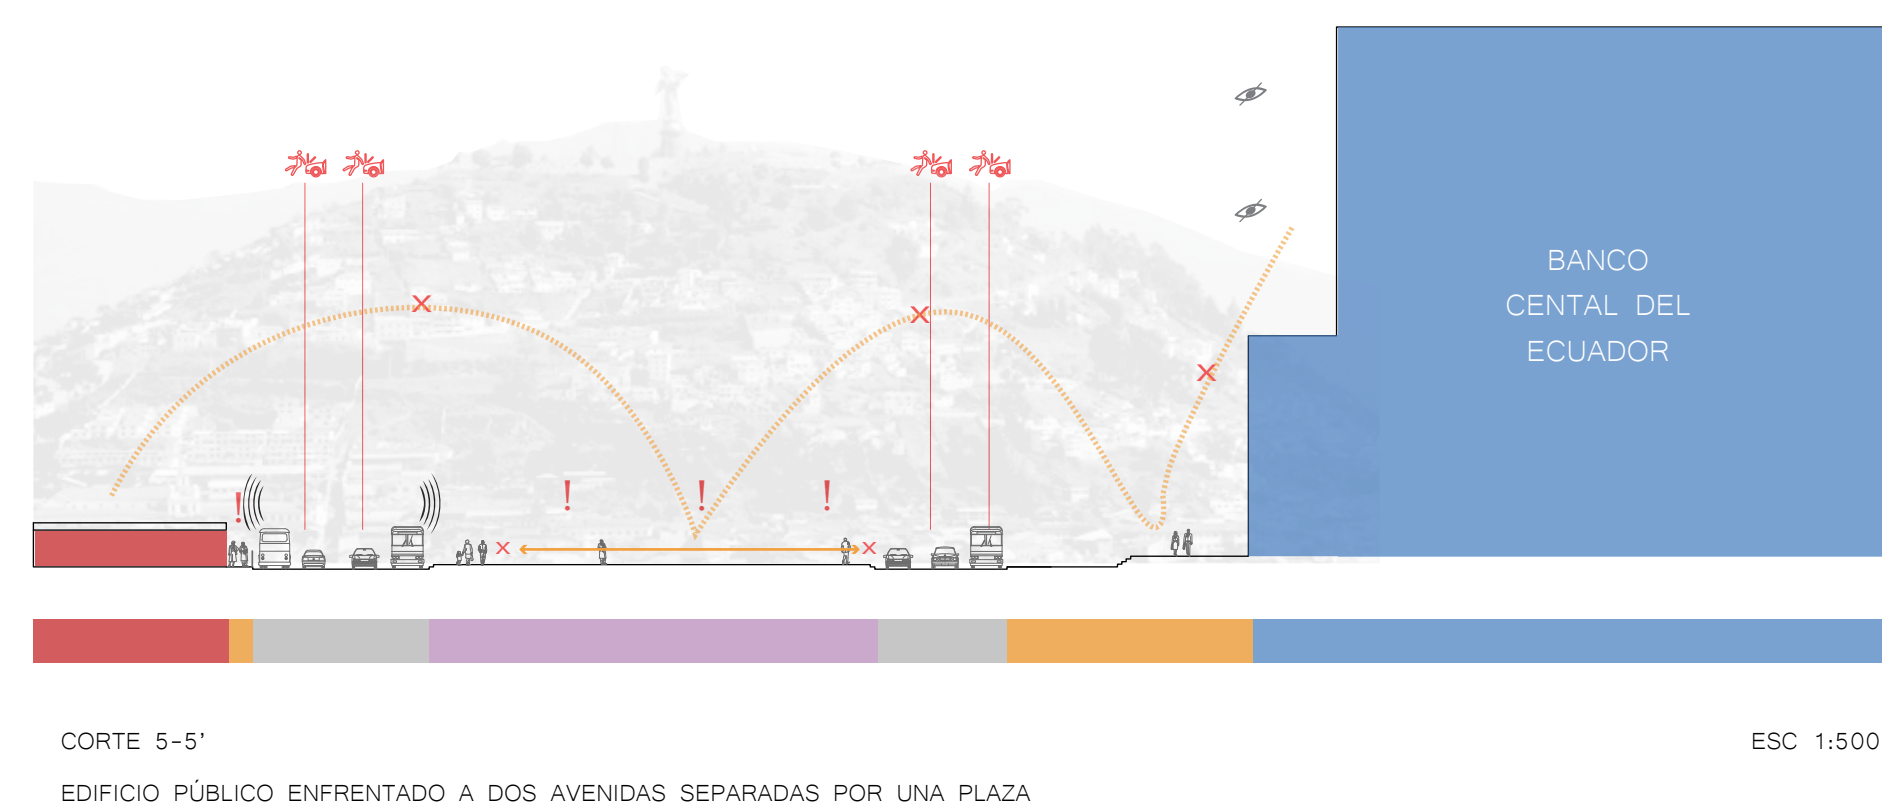 BANCO
CENTAL DEL
ECUADOR
CORTE 5-5’
ESC 1:500
EDIFICIO PÚBLICO ENFRENTADO A DOS AVENIDAS SEPARADAS POR UNA PLAZA